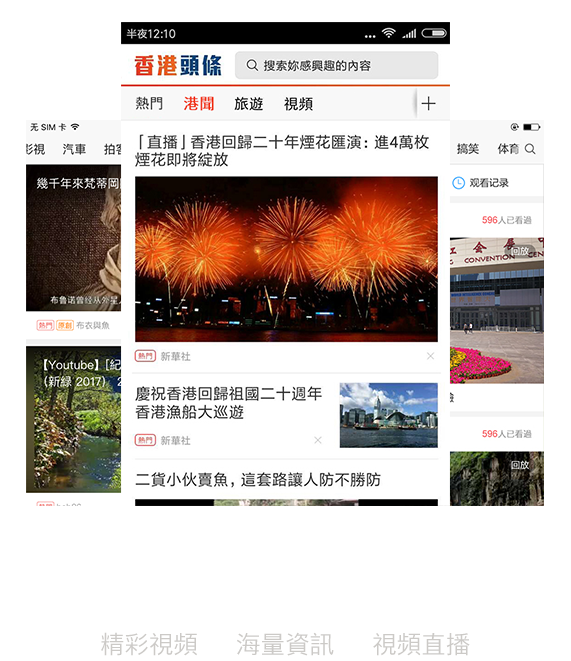 半夜12:10
香港頭條
搜索妳感興趣的內容
熱門 港聞 旅遊 視頻
「直播」香港回歸二十年煙花匯演：進4萬枚
煙花即將綻放
熱門 新華社
慶祝香港回歸祖國二十週年
香港漁船大巡遊
熱門 新華社
二貨小伙賣魚，這套路讓人防不勝防
无 SIM 卡
影視 汽車 拍客
幾千年來梵蒂岡
布鲁诺曾经从外星
熱門 原創 布衣與魚
【Youtube】[紀
（新綠 2017） 2
搞笑 体育
观看记录
596人已看過
CONVENTION
回放
596人已看過
回放
精彩視頻 海量資訊 視頻直播